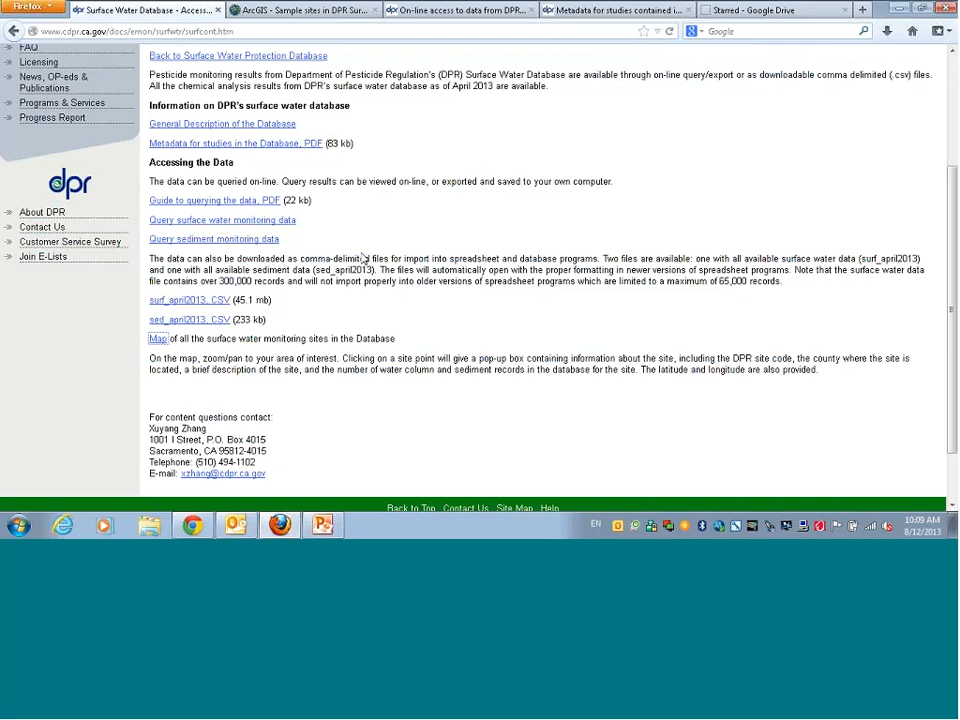 Firefox
Surface Water Database - Access...
ArcGIS - Sample sites in DPR Sur...
On-line access to data from DPR...
Metadata for studies contained i...
Starred - Google Drive
www.cdpr.ca.gov/docs/emon/surfwtr/surfcont.htm
Google
FAQ
Licensing
News, OP-eds &
Publications
Programs & Services
Progress Report
dpr
About DPR
Contact Us
Customer Service Survey
Join E-Lists
Back to Surface Water Protection Database
Pesticide monitoring results from Department of Pesticide Regulation's (DPR) Surface Water Database are available through on-line query/export or as downloadable comma delimited (.csv) files.
All the chemical analysis results from DPR's surface water database as of April 2013 are available.
Information on DPR's surface water database
General Description of the Database
Metadata for studies in the Database, PDF (83 kb)
Accessing the Data
The data can be queried on-line. Query results can be viewed on-line, or exported and saved to your own computer.
Guide to querying the data, PDF (22 kb)
Query surface water monitoring data
Query sediment monitoring data
The data can also be downloaded as comma-delimited files for import into spreadsheet and database programs. Two files are available: one with all available surface water data (surf_april2013)
and one with all available sediment data (sed_april2013). The files will automatically open with the proper formatting in newer versions of spreadsheet programs. Note that the surface water data
file contains over 300,000 records and will not import properly into older versions of spreadsheet programs which are limited to a maximum of 65,000 records.
surf_april2013, CSV (45.1 mb)
sed_april2013, CSV (233 kb)
Map of all the surface water monitoring sites in the Database
On the map, zoom/pan to your area of interest. Clicking on a site point will give a pop-up box containing information about the site, including the DPR site code, the county where the site is
located, a brief description of the site, and the number of water column and sediment records in the database for the site. The latitude and longitude are also provided.
For content questions contact:
Xuyang Zhang
1001 I Street, P.O. Box 4015
Sacramento, CA 95812-4015
Telephone: (510) 494-1102
E-mail: xzhang@cdpr.ca.gov
Back to Top Contact Us Site Map Help
EN
10:09 AM
8/12/2013